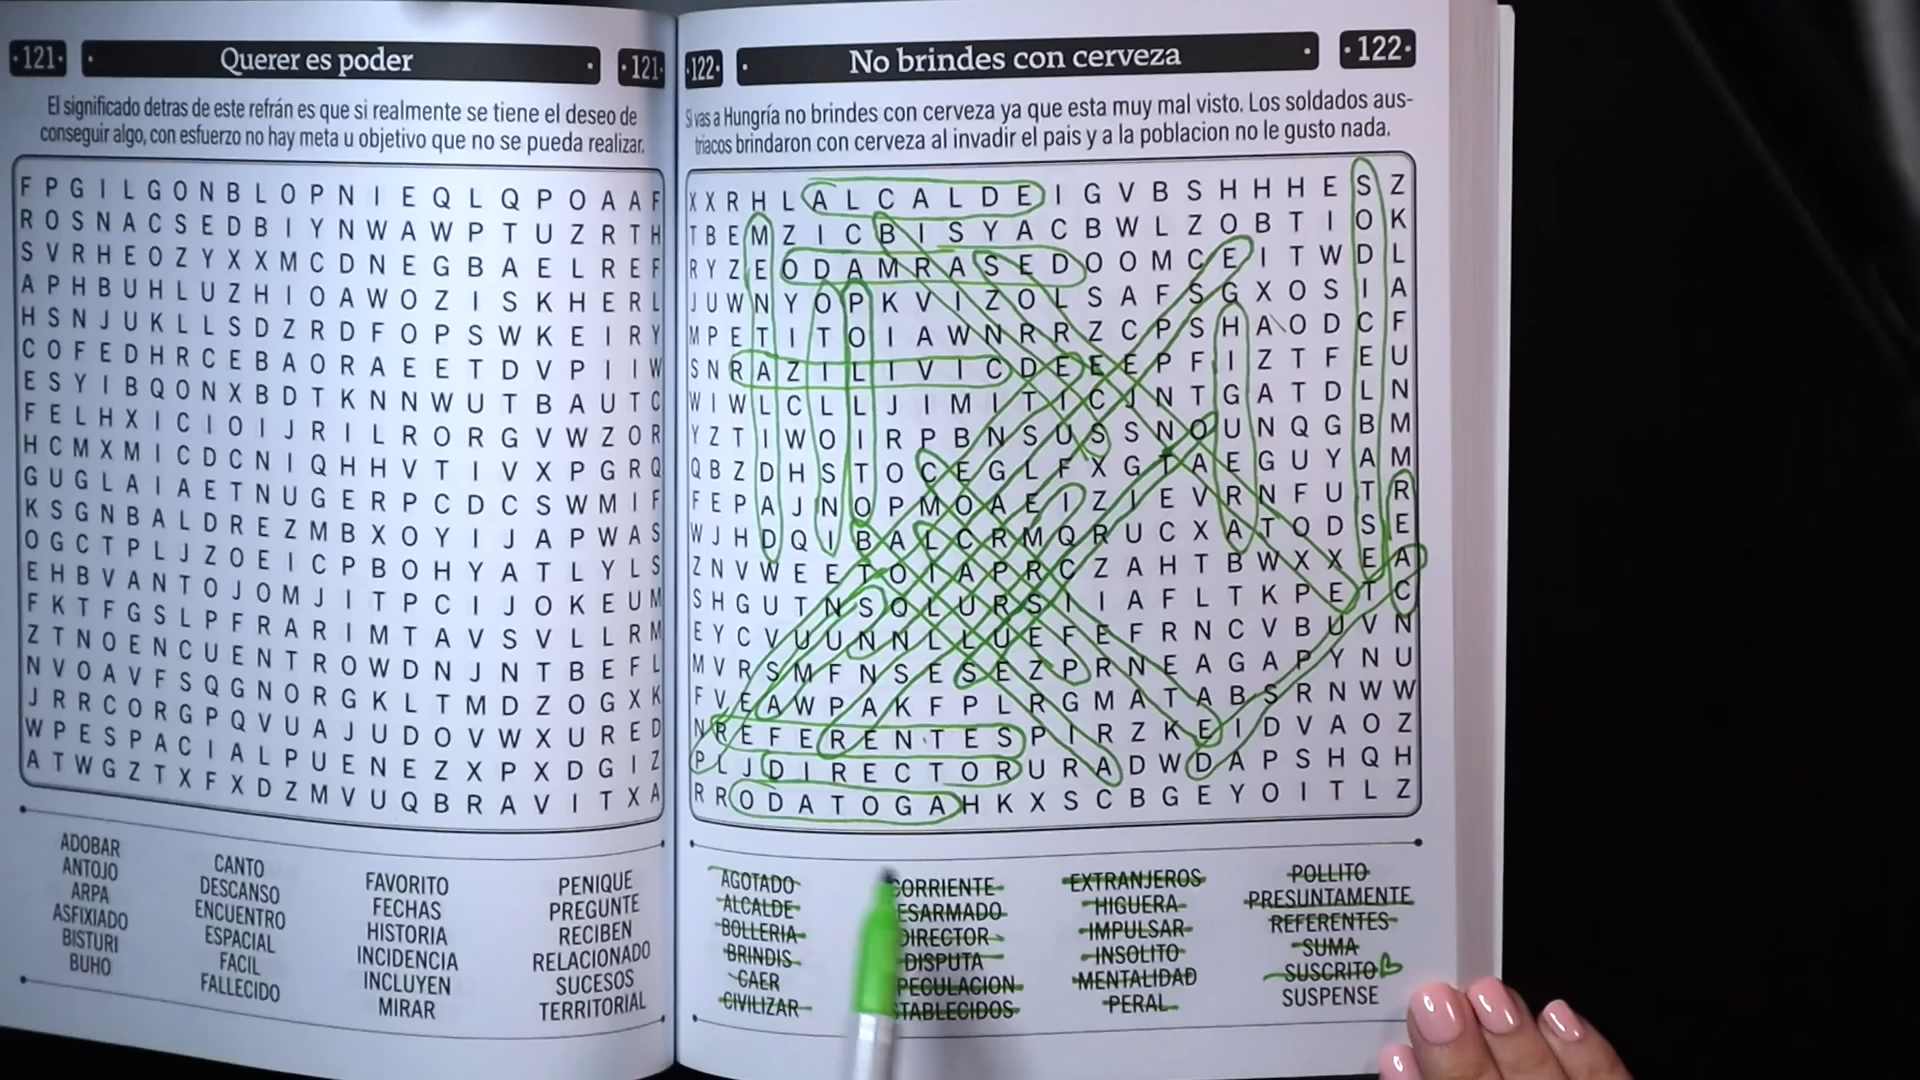 ·121· Querer es poder ·121·
El significado detras de este refrán es que si realmente se tiene el deseo de
conseguir algo, con esfuerzo no hay meta u objetivo que no se pueda realizar.
F P G I L G O N B L O P N I E Q L Q P O A A F
R O S N A C S E D B I Y N W A W P T U Z R T H
S V R H E O Z Y X X M C D N E G B A E L R E F
A P H B U H L U Z H I O A W O Z I S K H E R L
H S N J U K L L S D Z R D F O P S W K E I R Y
C O F E D H R C E B A O R A E E T D V P I I W
E S Y I B Q O N X B D T K N N W U T B A U T C
F E L H X I C I O I J R I L R O R G V W Z O R
H C M X M I C D C N I Q H H V T I V X P G R Q
G U G L A I A E T N U G E R P C D C S W M I F
K S G N B A L D R E Z M B X O Y I J A P W A S
O G C T P L J Z O E I C P B O H Y A T L Y L S
E H B V A N T O J O M J I T P C I J O K E U M
F K T F G S L P F R A R I M T A V S V L L R M
Z T N O E N C U E N T R O W D N J N T B E F L
N V O A V F S Q G N O R G K L T M D Z O G X K
J R R C O R G P Q V U A J U D O V W X U R E D
W P E S P A C I A L P U E N E Z X P X D G I Z
A T W G Z T X F X D Z M V U Q B R A V I T X A
ADOBAR
ANTOJO
ARPA
ASFIXIADO
BISTURI
BUHO
CANTO
DESCANSO
ENCUENTRO
ESPACIAL
FACIL
FALLECIDO
FAVORITO
FECHAS
HISTORIA
INCIDENCIA
INCLUYEN
MIRAR
PENIQUE
PREGUNTE
RECIBEN
RELACIONADO
SUCESOS
TERRITORIAL
·122· No brindes con cerveza ·122·
Si vas a Hungría no brindes con cerveza ya que esta muy mal visto. Los soldados aus-
triacos brindaron con cerveza al invadir el pais y a la poblacion no le gusto nada.
X X R H L A L C A L D E I G V B S H H H E S Z
T B E M Z I C B I S Y A C B W L Z O B T I O K
R Y Z E O D A M R A S E D O O M C E I T W D L
J U W N Y O P K V I Z O L S A F S G X O S I A
M P E T I T O I A W N R R Z C P S H A O D C F
S N R A Z I L I V I C D E E E P F I Z T F E U
W I W L C L L J I M I T I C J N T G A T D L N
Y Z T I W O I R P B N S U S S N O U N Q G B M
Q B Z D H S T O C E G L F X G T A E G U Y A M
F E P A J N O P M O A E I Z I E V R N F U T R
W J H D Q I B A L C R M Q R U C X A T O D S E
Z N V W E E T O I A P R C Z A H T B W X X E A
S H G U T N S O L U R S I I A F L T K P E T C
E Y C V U U N N L L U E F E F R N C V B U V N
M V R S M F N S E S E Z P R N E A G A P Y N U
F V E A W P A K F P L R G M A T A B S R N W W
N R E F E R E N T E S P I R Z K E I D V A O Z
P L J D I R E C T O R U R A D W D A P S H Q H
R R O D A T O G A H K X S C B G E Y O I T L Z
AGOTADO
ALCALDE
BOLLERIA
BRINDIS
CAER
CIVILIZAR
CORRIENTE
ESARMADO
DIRECTOR
DISPUTA
PECULACION
TABLECIDOS
EXTRANJEROS
HIGUERA
IMPULSAR
INSOLITO
MENTALIDAD
PERAL
POLLITO
PRESUNTAMENTE
REFERENTES
SUMA
SUSCRITO
SUSPENSE